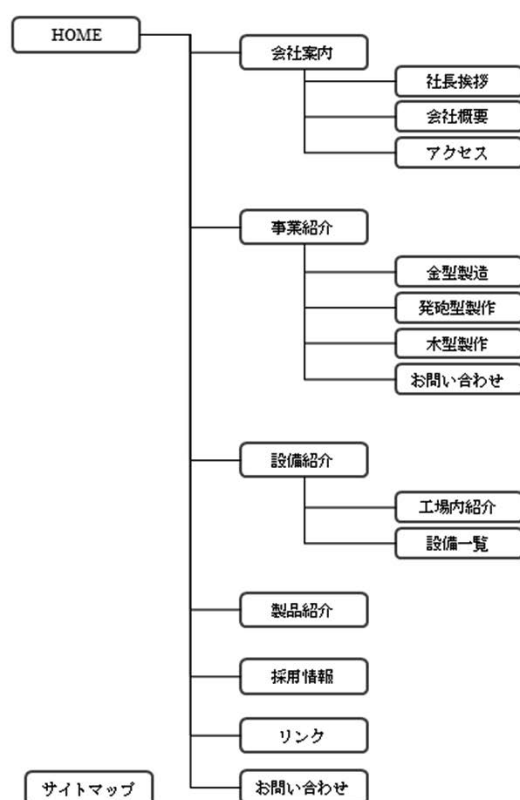 HOME
会社案内
社長挨拶
会社概要
アクセス
事業紹介
金型製造
発砲型製作
木型製作
お問い合わせ
設備紹介
工場内紹介
設備一覧
製品紹介
採用情報
リンク
お問い合わせ
サイトマップ